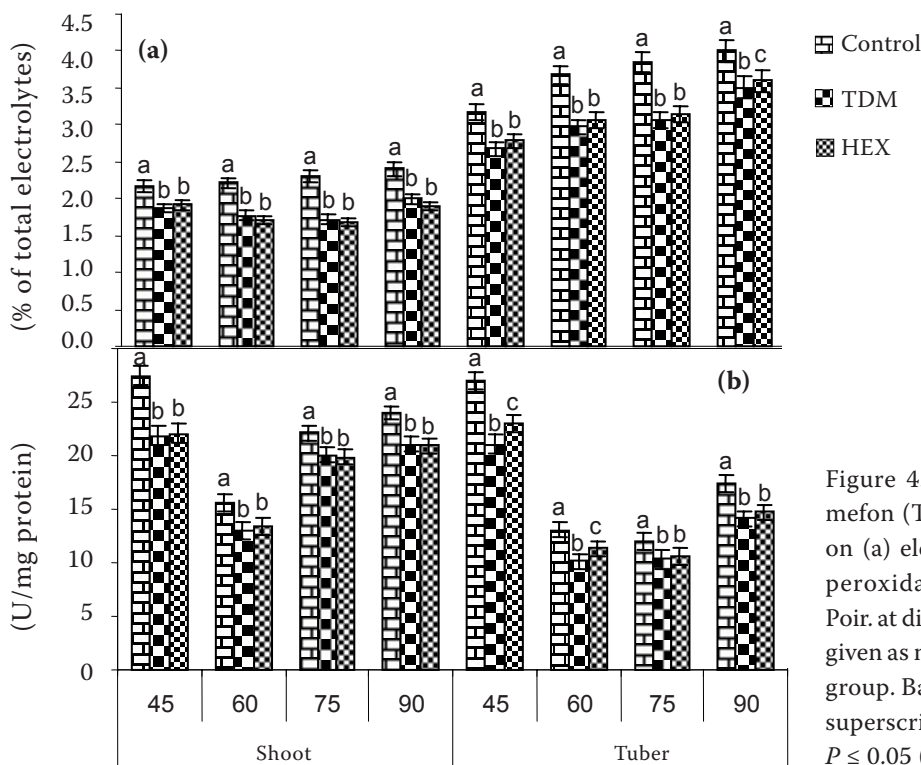 (a)
(% of total electrolytes)
4.5
4.0
3.5
3.0
2.5
2.0
1.5
1.0
0.5
0.0
a b b
a b b
a b b
a b b
a b b
a b b
a b b
a b c
Control
TDM
HEX
(b)
(U/mg protein)
25
20
15
10
5
0
a b b
a b b
a b b
a b b
a b c
a b c
a b b
a b b
45 60 75 90 45 60 75 90
Shoot Tuber
Figure 4
mefon (T
on (a) ele
peroxida
Poir. at di
given as n
group. Ba
superscri
P ≤ 0.05 (